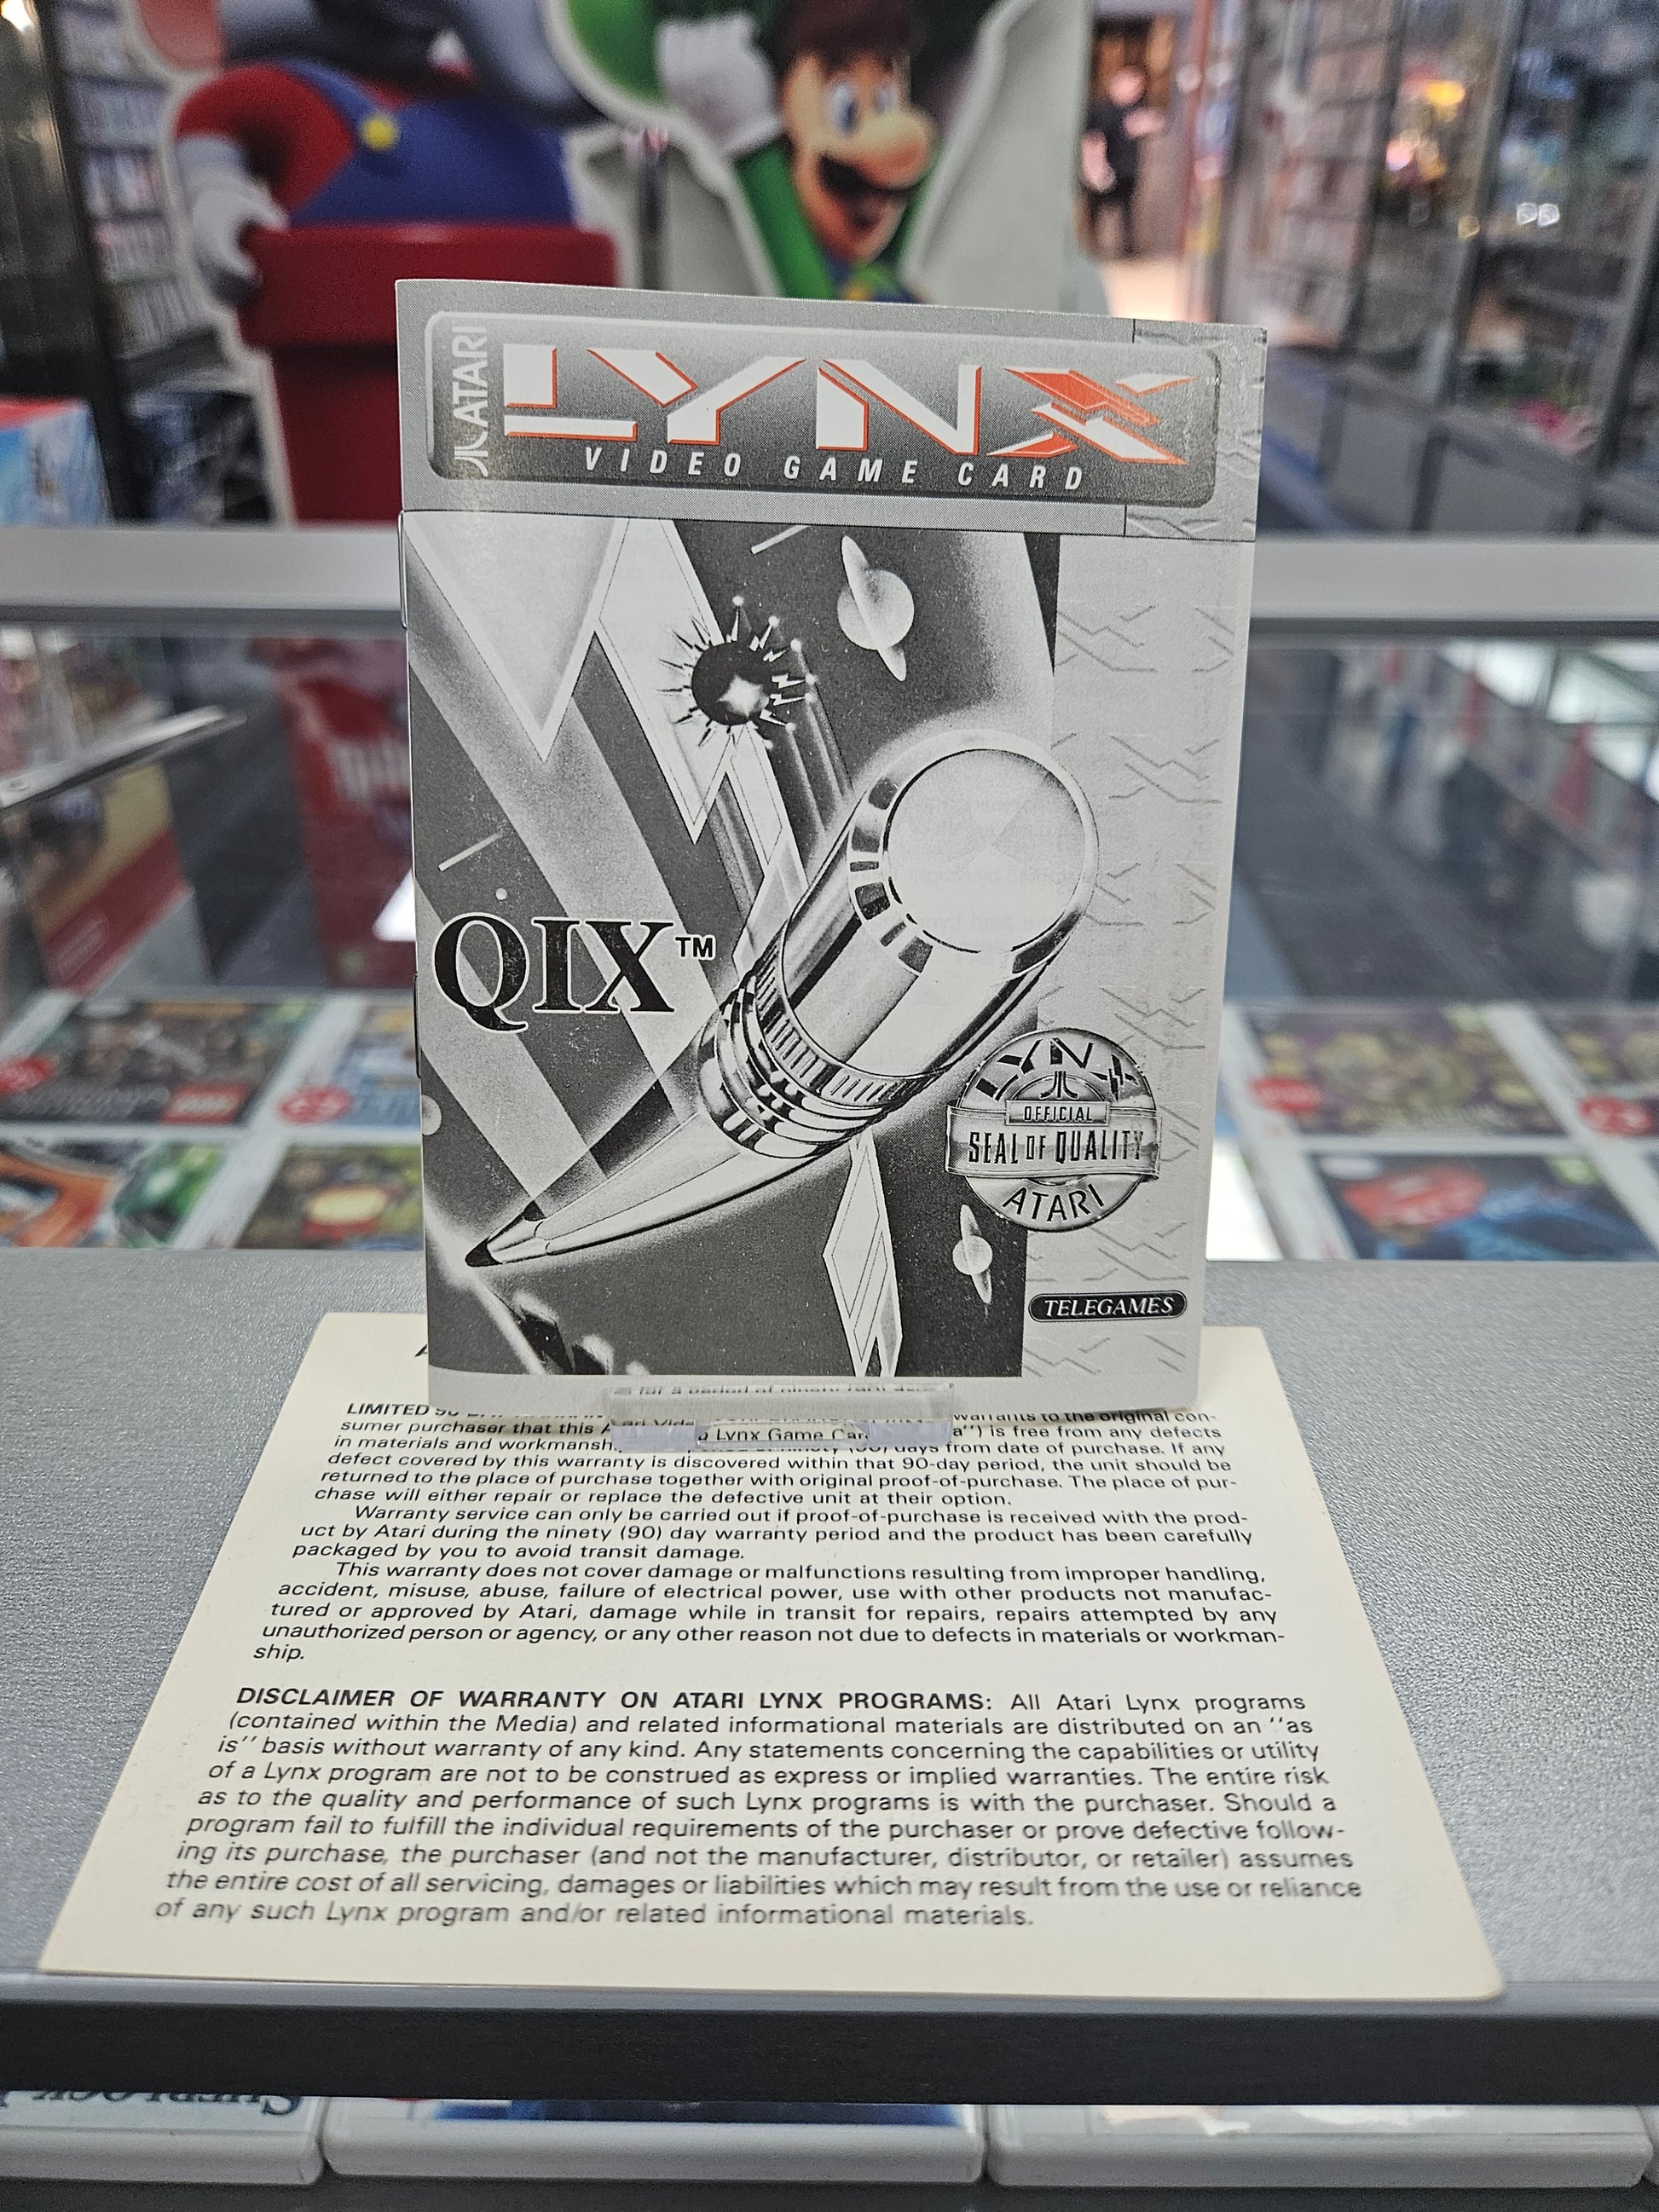 ATARI
LYNX
VIDEO GAME CARD
QIX™
LYNX
OFFICIAL
SEAL OF QUALITY
ATARI
TELEGAMES
for a period of ninety (90) days
LIMITED 90 warrants to the original con-
sumer purchaser that this Lynx Game Car a'') is free from any defects
in materials and workmansh (90) days from date of purchase. If any
defect covered by this warranty is discovered within that 90-day period, the unit should be
returned to the place of purchase together with original proof-of-purchase. The place of pur-
chase will either repair or replace the defective unit at their option.
Warranty service can only be carried out if proof-of-purchase is received with the prod-
uct by Atari during the ninety (90) day warranty period and the product has been carefully
packaged by you to avoid transit damage.
This warranty does not cover damage or malfunctions resulting from improper handling,
accident, misuse, abuse, failure of electrical power, use with other products not manufac-
tured or approved by Atari, damage while in transit for repairs, repairs attempted by any
unauthorized person or agency, or any other reason not due to defects in materials or workman-
ship.
DISCLAIMER OF WARRANTY ON ATARI LYNX PROGRAMS: All Atari Lynx programs
(contained within the Media) and related informational materials are distributed on an ''as
is'' basis without warranty of any kind. Any statements concerning the capabilities or utility
of a Lynx program are not to be construed as express or implied warranties. The entire risk
as to the quality and performance of such Lynx programs is with the purchaser. Should a
program fail to fulfill the individual requirements of the purchaser or prove defective follow-
ing its purchase, the purchaser (and not the manufacturer, distributor, or retailer) assumes
the entire cost of all servicing, damages or liabilities which may result from the use or reliance
of any such Lynx program and/or related informational materials.